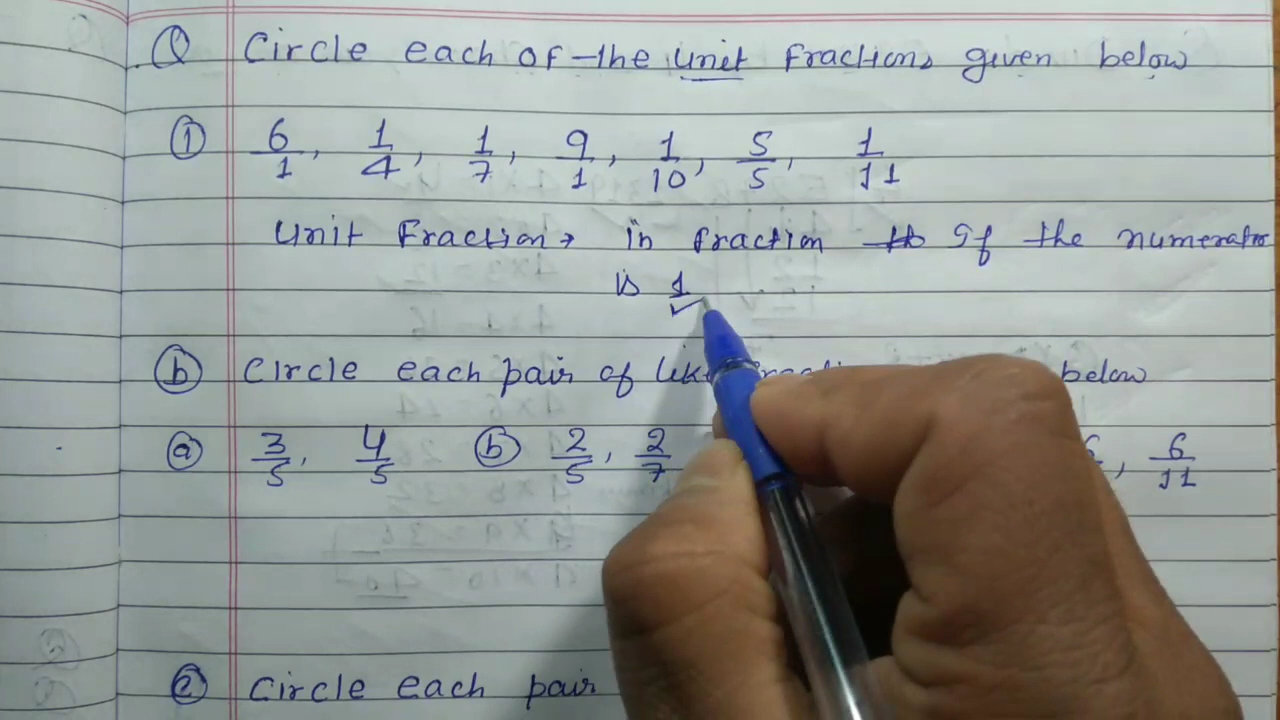 Q Circle each of the unit fractions given below
1 6/1, 1/4, 1/7, 9/1, 1/10, 5/5, 1/11
Unit Fraction → in fraction If the numerator
is 1
b Circle each pair of like below
a 3/5, 4/5 b 2/5, 2/7 , 6/11
Circle each pair